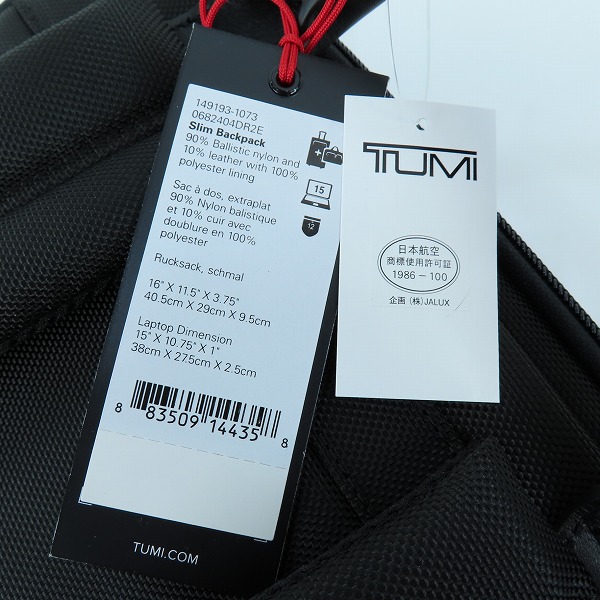 149193-1073
0682404DR2E
Slim Backpack
90% Ballistic nylon and
10% leather with 100%
polyester lining
Sac à dos, extraplat
90% Nylon balistique
et 10% cuir avec
doublure en 100%
polyester
Rucksack, schmal
16" X 11.5" X 3.75"
40.5cm X 29cm X 9.5cm
Laptop Dimension
15" X 10.75" X 1"
38cm X 27.5cm X 2.5cm
15
12
8 83509 14435 8
TUMI.COM
TUMI
日本航空
商標使用許可証
1986-100
企画 (株)JALUX